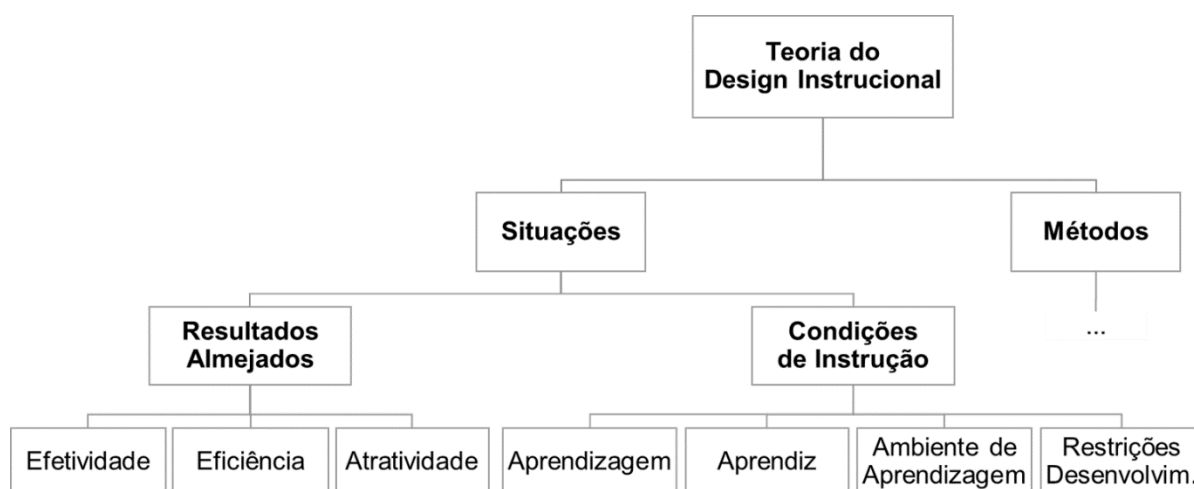 Teoria do
Design Instrucional
Situações
Métodos
Resultados
Almejados
Condições
de Instrução
...
Efetividade
Eficiência
Atratividade
Aprendizagem
Aprendiz
Ambiente de
Aprendizagem
Restrições
Desenvolvim.